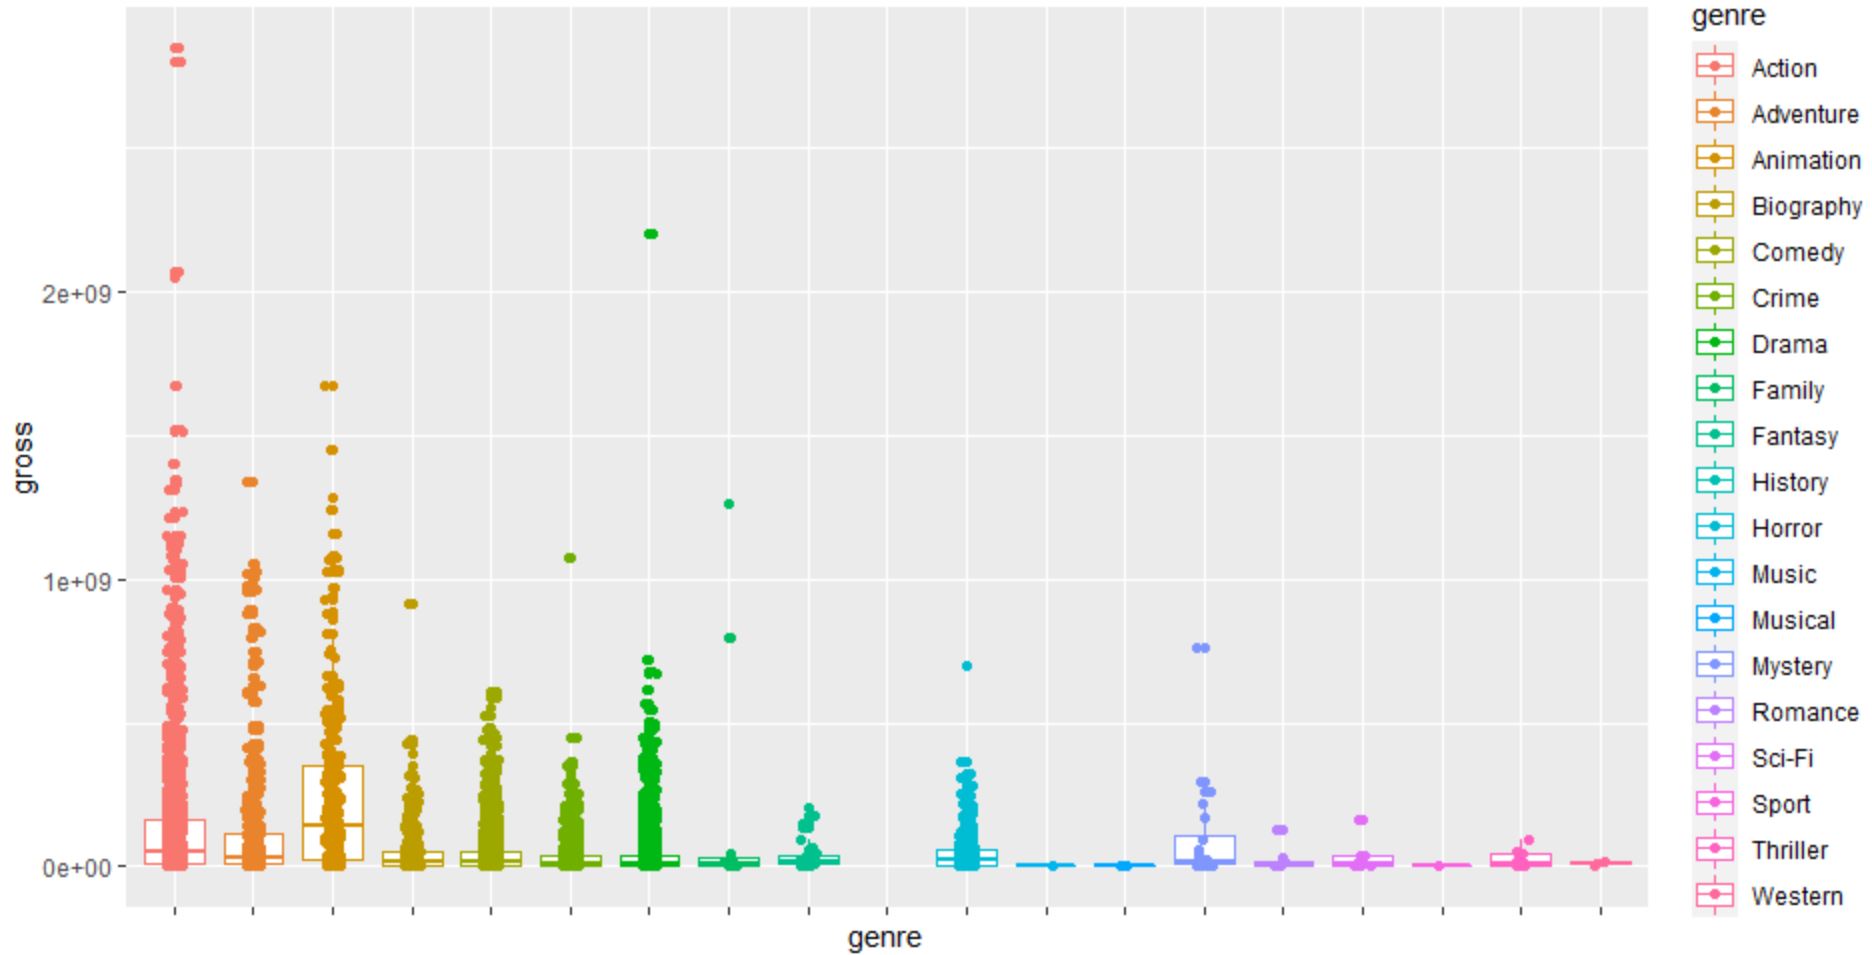 genre
Action
Adventure
Animation
Biography
Comedy
Crime
Drama
Family
Fantasy
History
Horror
Music
Musical
Mystery
Romance
Sci-Fi
Sport
Thriller
Western
gross
2e+09
1e+09
0e+00
genre